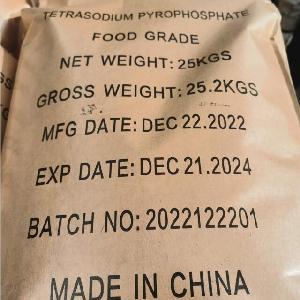 TETRASODIUM PYROPHOSPHATE
FOOD GRADE
NET WEIGHT: 25KGS
GROSS WEIGHT: 25.2KGS
MFG DATE: DEC 22.2022
EXP DATE: DEC 21.2024
BATCH NO: 2022122201
MADE IN CHINA